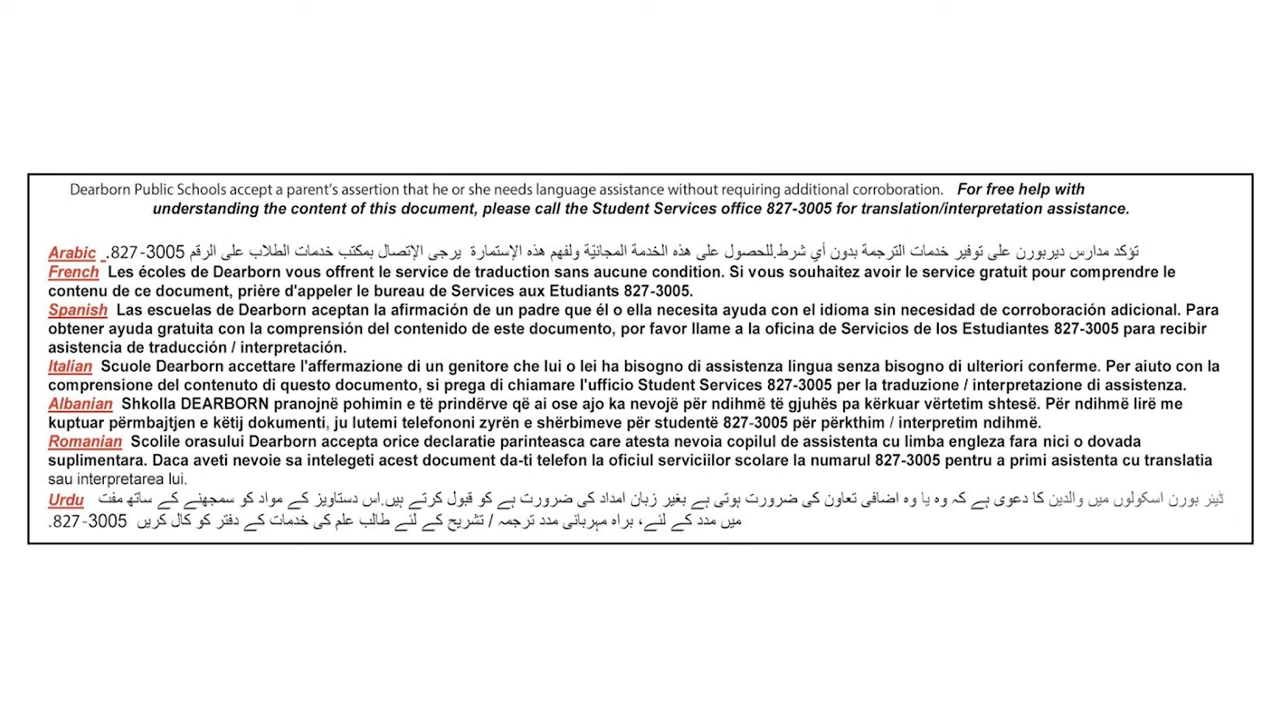 Dearborn Public Schools accept a parent's assertion that he or she needs language assistance without requiring additional corroboration. For free help with
understanding the content of this document, please call the Student Services office 827-3005 for translation/interpretation assistance.
Arabic تؤكد مدارس ديربورن على توفير خدمات الترجمة بدون أي شرط.للحصول على هذه الخدمة المجانيّة ولفهم هذه الإستمارة يرجى الإتصال بمكتب خدمات الطلاب على الرقم 827-3005.
French Les écoles de Dearborn vous offrent le service de traduction sans aucune condition. Si vous souhaitez avoir le service gratuit pour comprendre le
contenu de ce document, prière d'appeler le bureau de Services aux Etudiants 827-3005.
Spanish Las escuelas de Dearborn aceptan la afirmación de un padre que él o ella necesita ayuda con el idioma sin necesidad de corroboración adicional. Para
obtener ayuda gratuita con la comprensión del contenido de este documento, por favor llame a la oficina de Servicios de los Estudiantes 827-3005 para recibir
asistencia de traducción / interpretación.
Italian Scuole Dearborn accettare l'affermazione di un genitore che lui o lei ha bisogno di assistenza lingua senza bisogno di ulteriori conferme. Per aiuto con la
comprensione del contenuto di questo documento, si prega di chiamare l'ufficio Student Services 827-3005 per la traduzione / interpretazione di assistenza.
Albanian Shkolla DEARBORN pranojnë pohimin e të prindërve që ai ose ajo ka nevojë për ndihmë të gjuhës pa kërkuar vërtetim shtesë. Për ndihmë lirë me
kuptuar përmbajtjen e këtij dokumenti, ju lutemi telefononi zyrën e shërbimeve për studentë 827-3005 për përkthim / interpretim ndihmë.
Romanian Scolile orasului Dearborn accepta orice declaratie parinteasca care atesta nevoia copilul de assistenta cu limba engleza fara nici o dovada
suplimentara. Daca aveti nevoie sa intelegeti acest document da-ti telefon la oficiul serviciilor scolare la numarul 827-3005 pentru a primi asistenta cu translatia
sau interpretarea lui.
Urdu ڈیئر بورن اسکولوں میں والدین کا دعوی ہے کہ وہ یا وہ اضافی تعاون کی ضرورت ہوتی ہے بغیر زبان امداد کی ضرورت ہے کو قبول کرتے ہیں.اس دستاویز کے مواد کو سمجھنے کے ساتھ مفت
میں مدد کے لئے، براہ مہربانی مدد ترجمہ / تشریح کے لئے طالب علم کی خدمات کے دفتر کو کال کریں 827-3005.